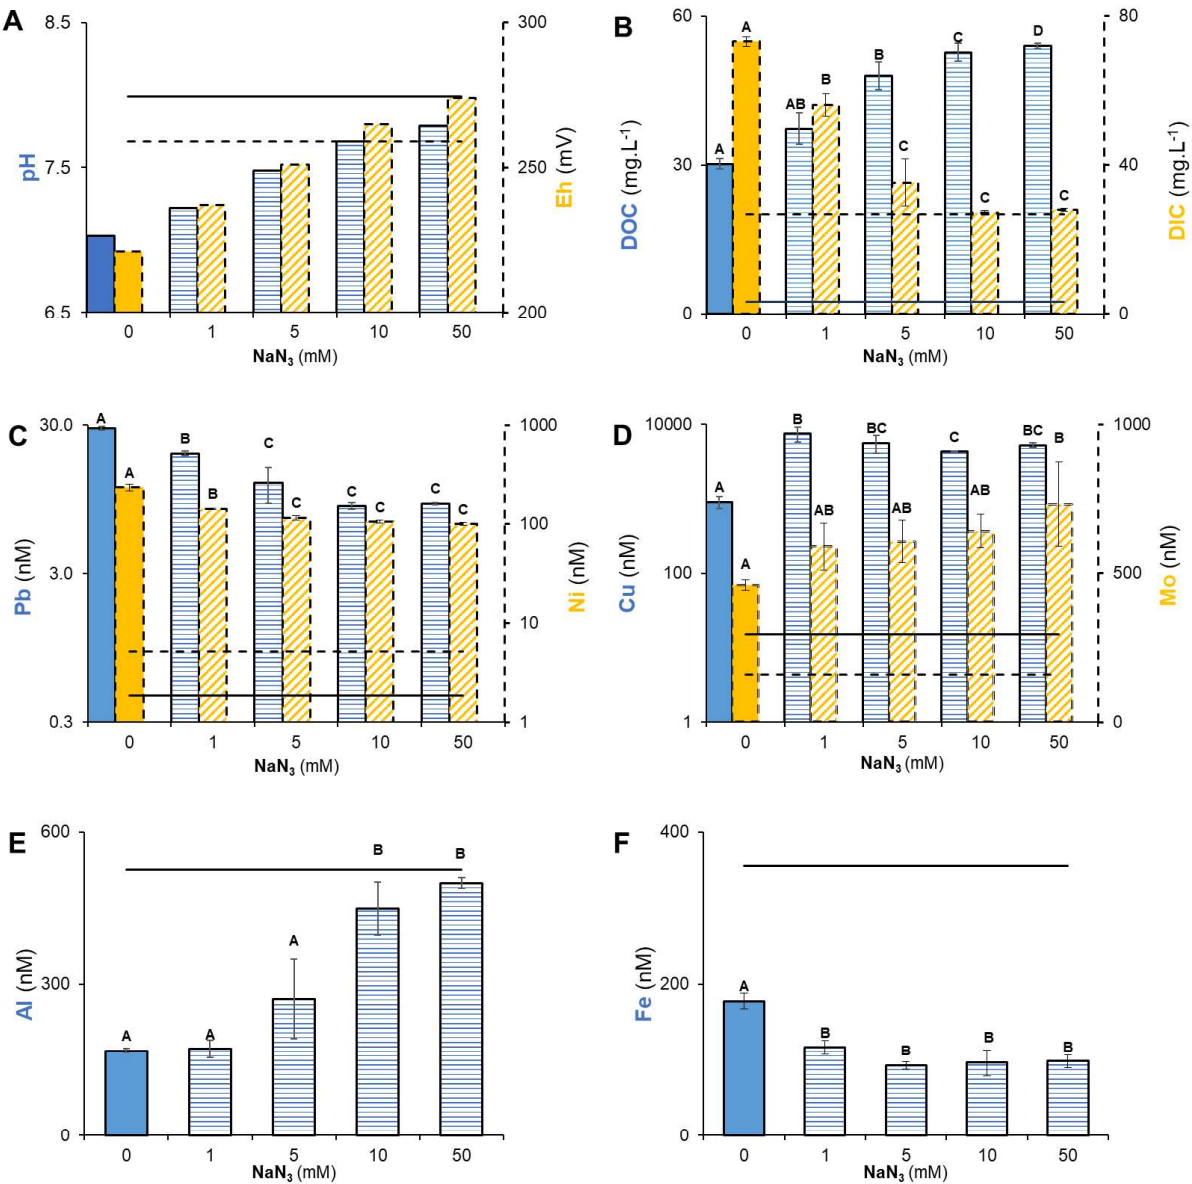 A
8.5
7.5
6.5
pH
300
250
200
Eh (mV)
0 1 5 10 50
NaN3 (mM)
B
60
30
0
DOC (mg.L-1)
80
40
0
DIC (mg.L-1)
A
AB B
B C
C C
D C
0 1 5 10 50
NaN3 (mM)
C
30.0
3.0
0.3
Pb (nM)
1000
100
10
1
Ni (nM)
A A
B B
C C
C C
C C
0 1 5 10 50
NaN3 (mM)
D
10000
100
1
Cu (nM)
1000
500
0
Mo (nM)
A A
B AB
BC AB
C AB
BC B
0 1 5 10 50
NaN3 (mM)
E
600
300
0
Al (nM)
A A A B B
0 1 5 10 50
NaN3 (mM)
F
400
200
0
Fe (nM)
A B B B B
0 1 5 10 50
NaN3 (mM)